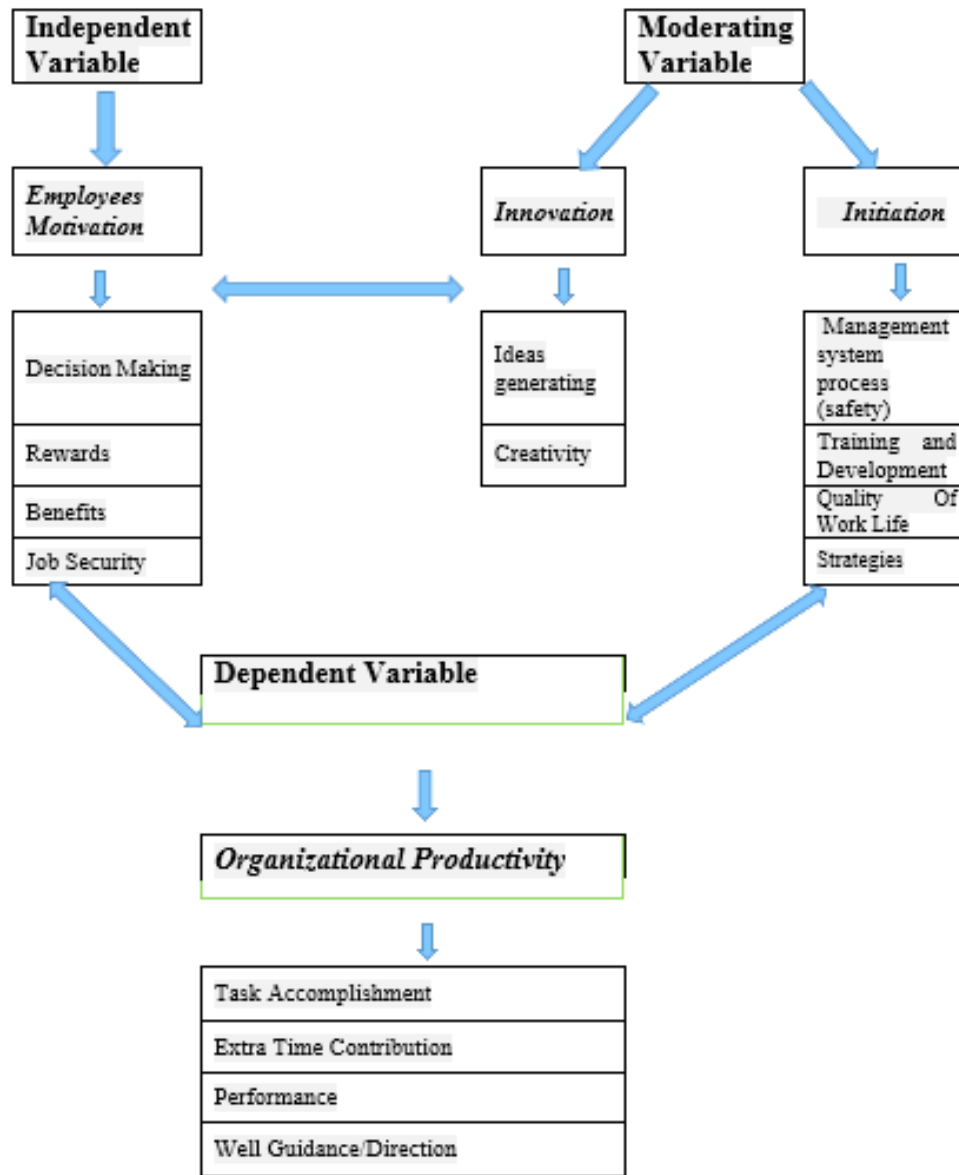 Independent
Variable
Moderating
Variable
Employees
Motivation
Innovation
Initiation
Decision Making
Rewards
Benefits
Job Security
Ideas
generating
Creativity
Management
system
process
(safety)
Training and
Development
Quality Of
Work Life
Strategies
Dependent Variable
Organizational Productivity
Task Accomplishment
Extra Time Contribution
Performance
Well Guidance/Direction